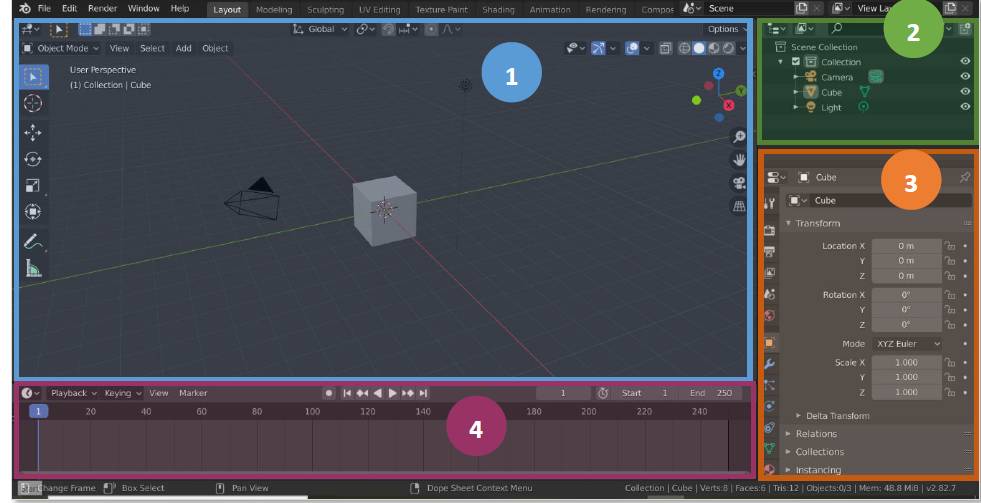 File Edit Render Window Help Layout Modeling Sculpting UV Editing Texture Paint Shading Animation Rendering Compos Scene View La
Global Options
Object Mode View Select Add Object
User Perspective
(1) Collection | Cube
Z
Y
X
1
2
Scene Collection
Collection
Camera
Cube
Light
3
Cube
Cube
Transform
Location X 0 m
Y 0 m
Z 0 m
Rotation X 0°
Y 0°
Z 0°
Mode XYZ Euler
Scale X 1.000
Y 1.000
Z 1.000
Delta Transform
Relations
Collections
Instancing
Playback Keying View Marker 1 Start 1 End 250
1 20 40 60 80 100 120 140 180 200 220 240
4
Change Frame Box Select Pan View Dope Sheet Context Menu Collection | Cube | Verts:8 | Faces:6 | Tris:12 | Objects:0/3 | Mem: 48.8 MiB | v2.82.7